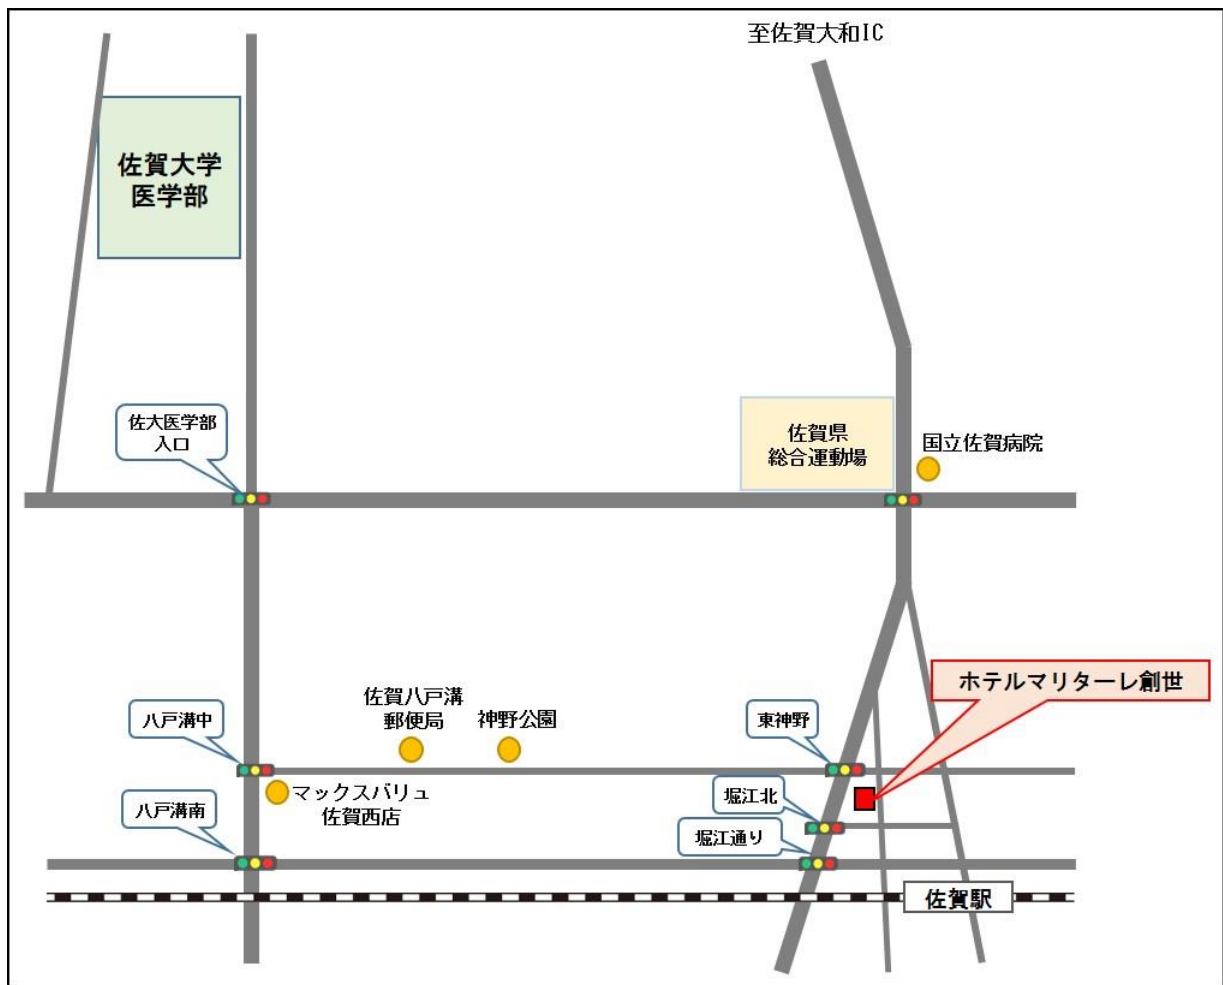 至佐賀大和IC
佐賀大学
医学部
佐大医学部
入口
佐賀県
総合運動場
国立佐賀病院
ホテルマリターレ創世
佐賀八戸溝
郵便局
神野公園
八戸溝中
東神野
マックスバリュ
佐賀西店
堀江北
八戸溝南
堀江通り
佐賀駅